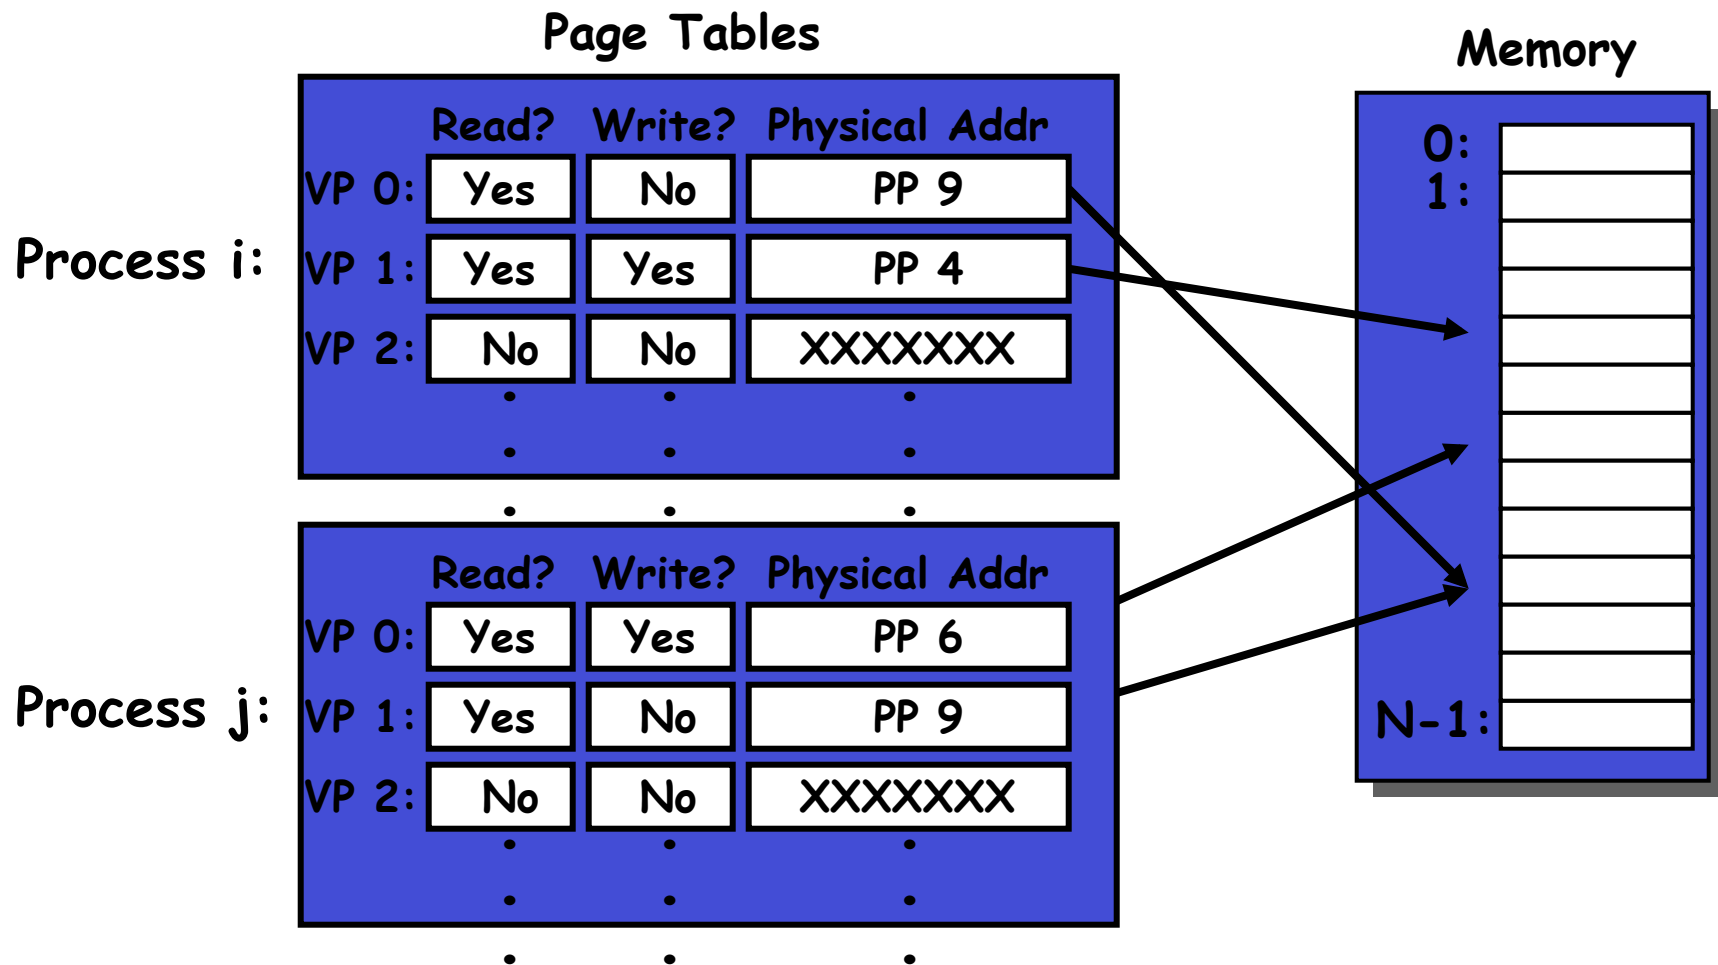 Page Tables
Memory
Read? Write? Physical Addr
VP 0: Yes No PP 9
Process i: VP 1: Yes Yes PP 4
VP 2: No No XXXXXXX
0:
1:
N-1:
Read? Write? Physical Addr
VP 0: Yes Yes PP 6
Process j: VP 1: Yes No PP 9
VP 2: No No XXXXXXX